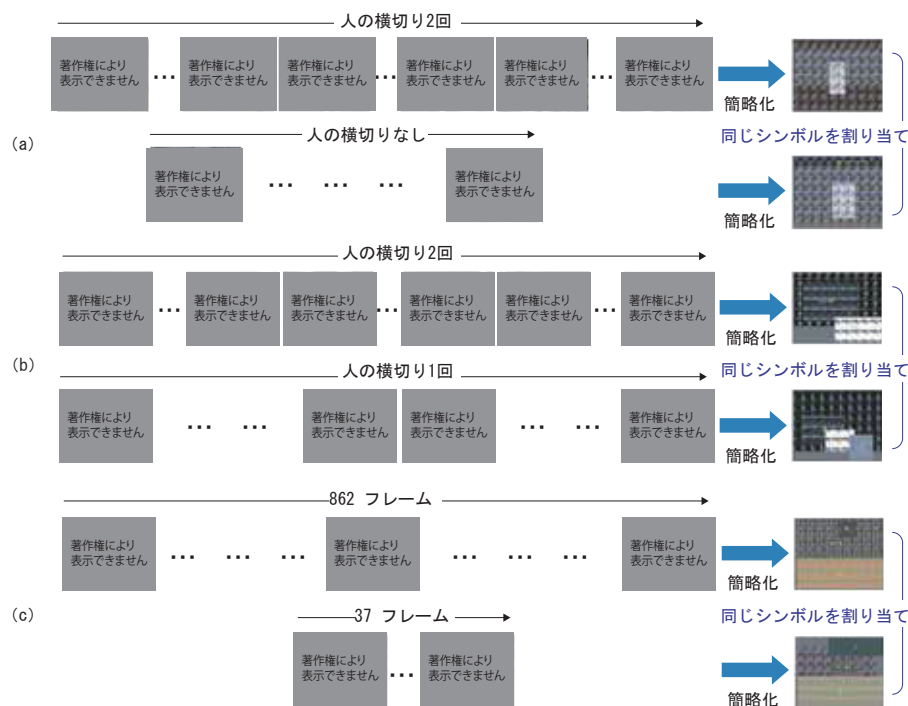 人の横切り2回
著作権により
表示できません
著作権により
表示できません
著作権により
表示できません
著作権により
表示できません
著作権により
表示できません
著作権により
表示できません
簡略化
(a)
人の横切りなし
同じシンボルを割り当て
著作権により
表示できません
著作権により
表示できません
簡略化
人の横切り2回
著作権により
表示できません
著作権により
表示できません
著作権により
表示できません
著作権により
表示できません
著作権により
表示できません
著作権により
表示できません
簡略化
(b)
人の横切り1回
同じシンボルを割り当て
著作権により
表示できません
著作権により
表示できません
著作権により
表示できません
著作権により
表示できません
簡略化
862 フレーム
著作権により
表示できません
著作権により
表示できません
著作権により
表示できません
簡略化
(c)
37 フレーム
同じシンボルを割り当て
著作権により
表示できません
著作権により
表示できません
簡略化